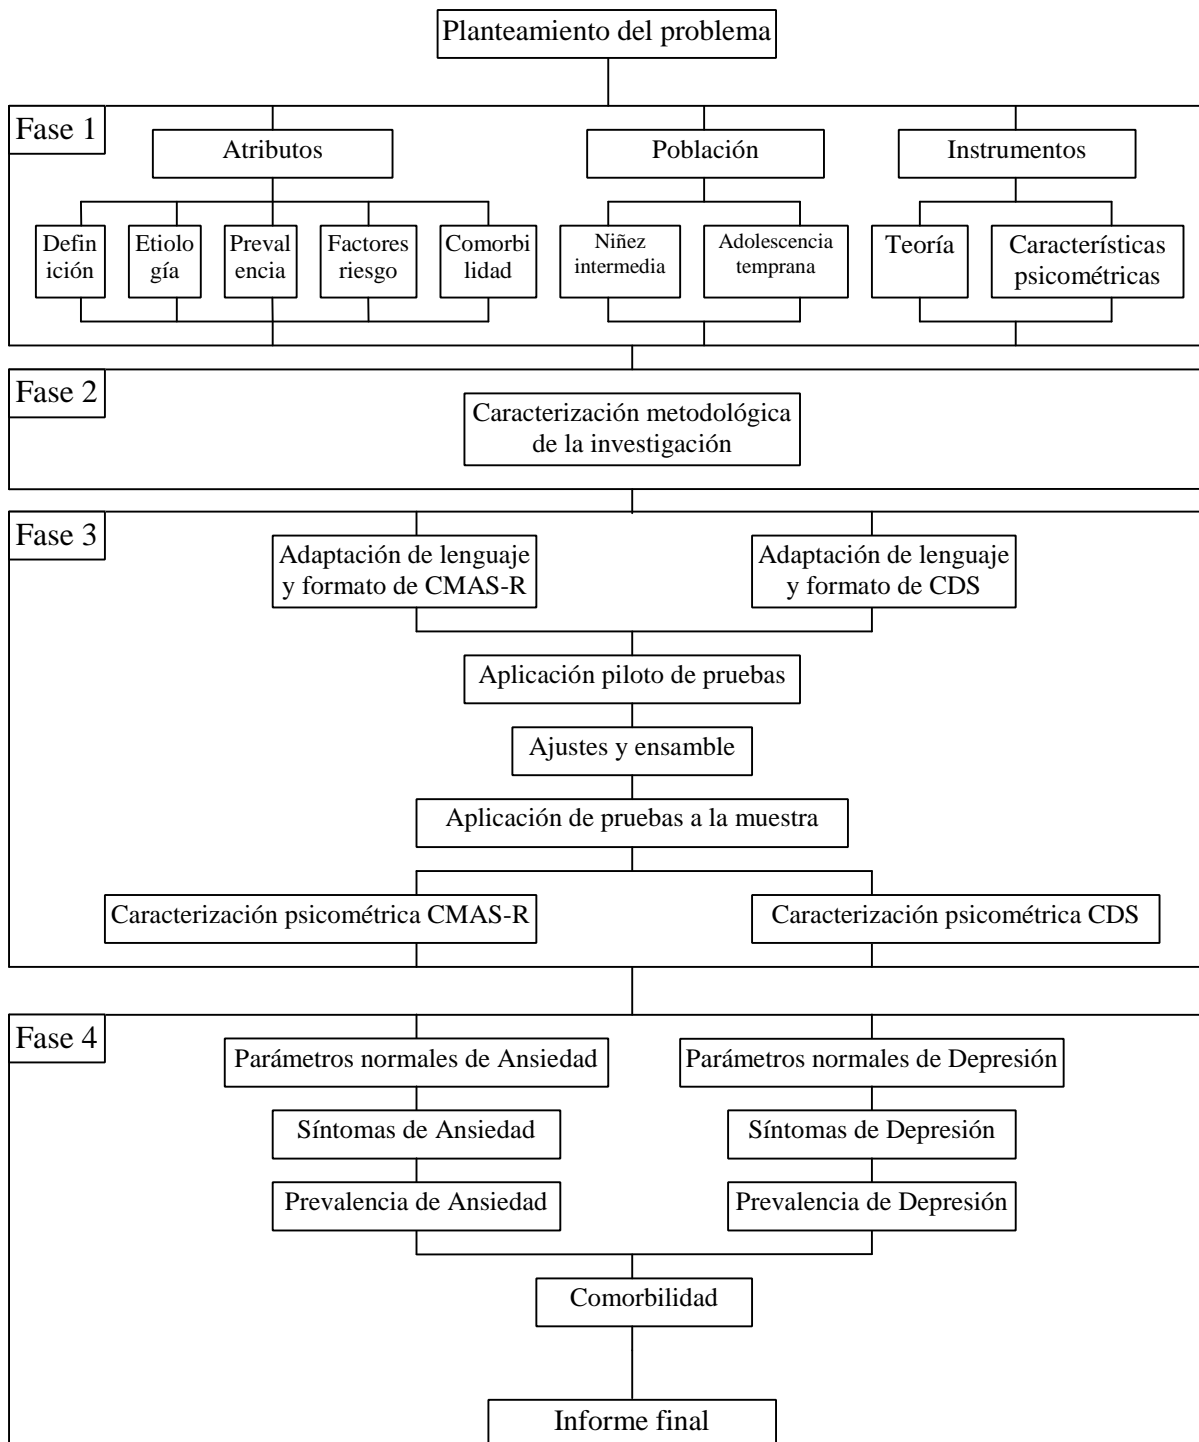 Planteamiento del problema
Fase 1
Atributos
Población
Instrumentos
Defin
ición
Etiolo
gía
Preval
encia
Factores
riesgo
Comorbi
lidad
Niñez
intermedia
Adolescencia
temprana
Teoría
Característicras
psicométricas
Fase 2
Caracterización metodológica
de la investigación
Fase 3
Adaptación de lenguaje
y formato de CMAS-R
Adaptación de lenguaje
y formato de CDS
Aplicación piloto de pruebas
Ajustes y ensamble
Aplicación de pruebas a la muestra
Caracterización psicométrica CMAS-R
Caracterización psicométrica CDS
Fase 4
Parámetros normales de Ansiedad
Parámetros normales de Depresión
Síntomas de Ansiedad
Síntomas de Depresión
Prevalencia de Ansiedad
Prevalencia de Depresión
Comorbilidad
Informe final